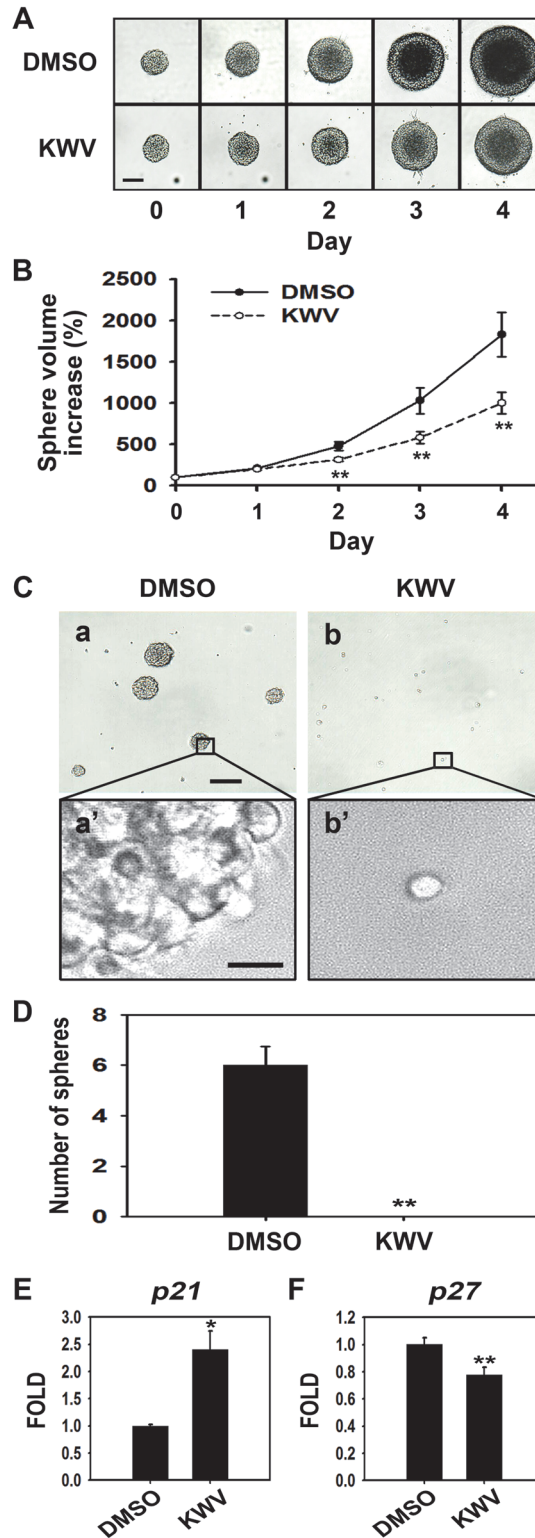 A
DMSO
KWV
0 1 2 3 4
Day
B
Sphere volume
increase (%)
2500
2000
1500
1000
500
0
DMSO
KWV
**
**
**
0 1 2 3 4
Day
C
DMSO KWV
a b
a' b'
D
Number of spheres
8
6
4
2
0
**
DMSO KWV
E p21
FOLD
3.0
2.5
2.0
1.5
1.0
0.5
0.0
*
DMSO KWV
F p27
FOLD
1.2
1.0
0.8
0.6
0.4
0.2
0.0
**
DMSO KWV